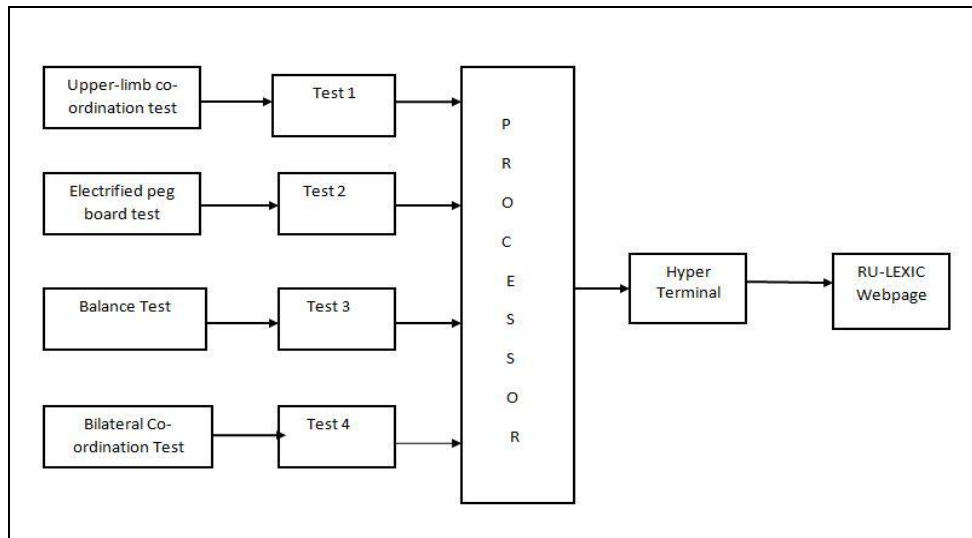 Upper-limb co-
ordination test
Test 1
Electrified peg
board test
Test 2
Balance Test
Test 3
Bilateral Co-
ordination Test
Test 4
P
R
O
C
E
S
S
O
R
Hyper
Terminal
RU-LEXIC
Webpage